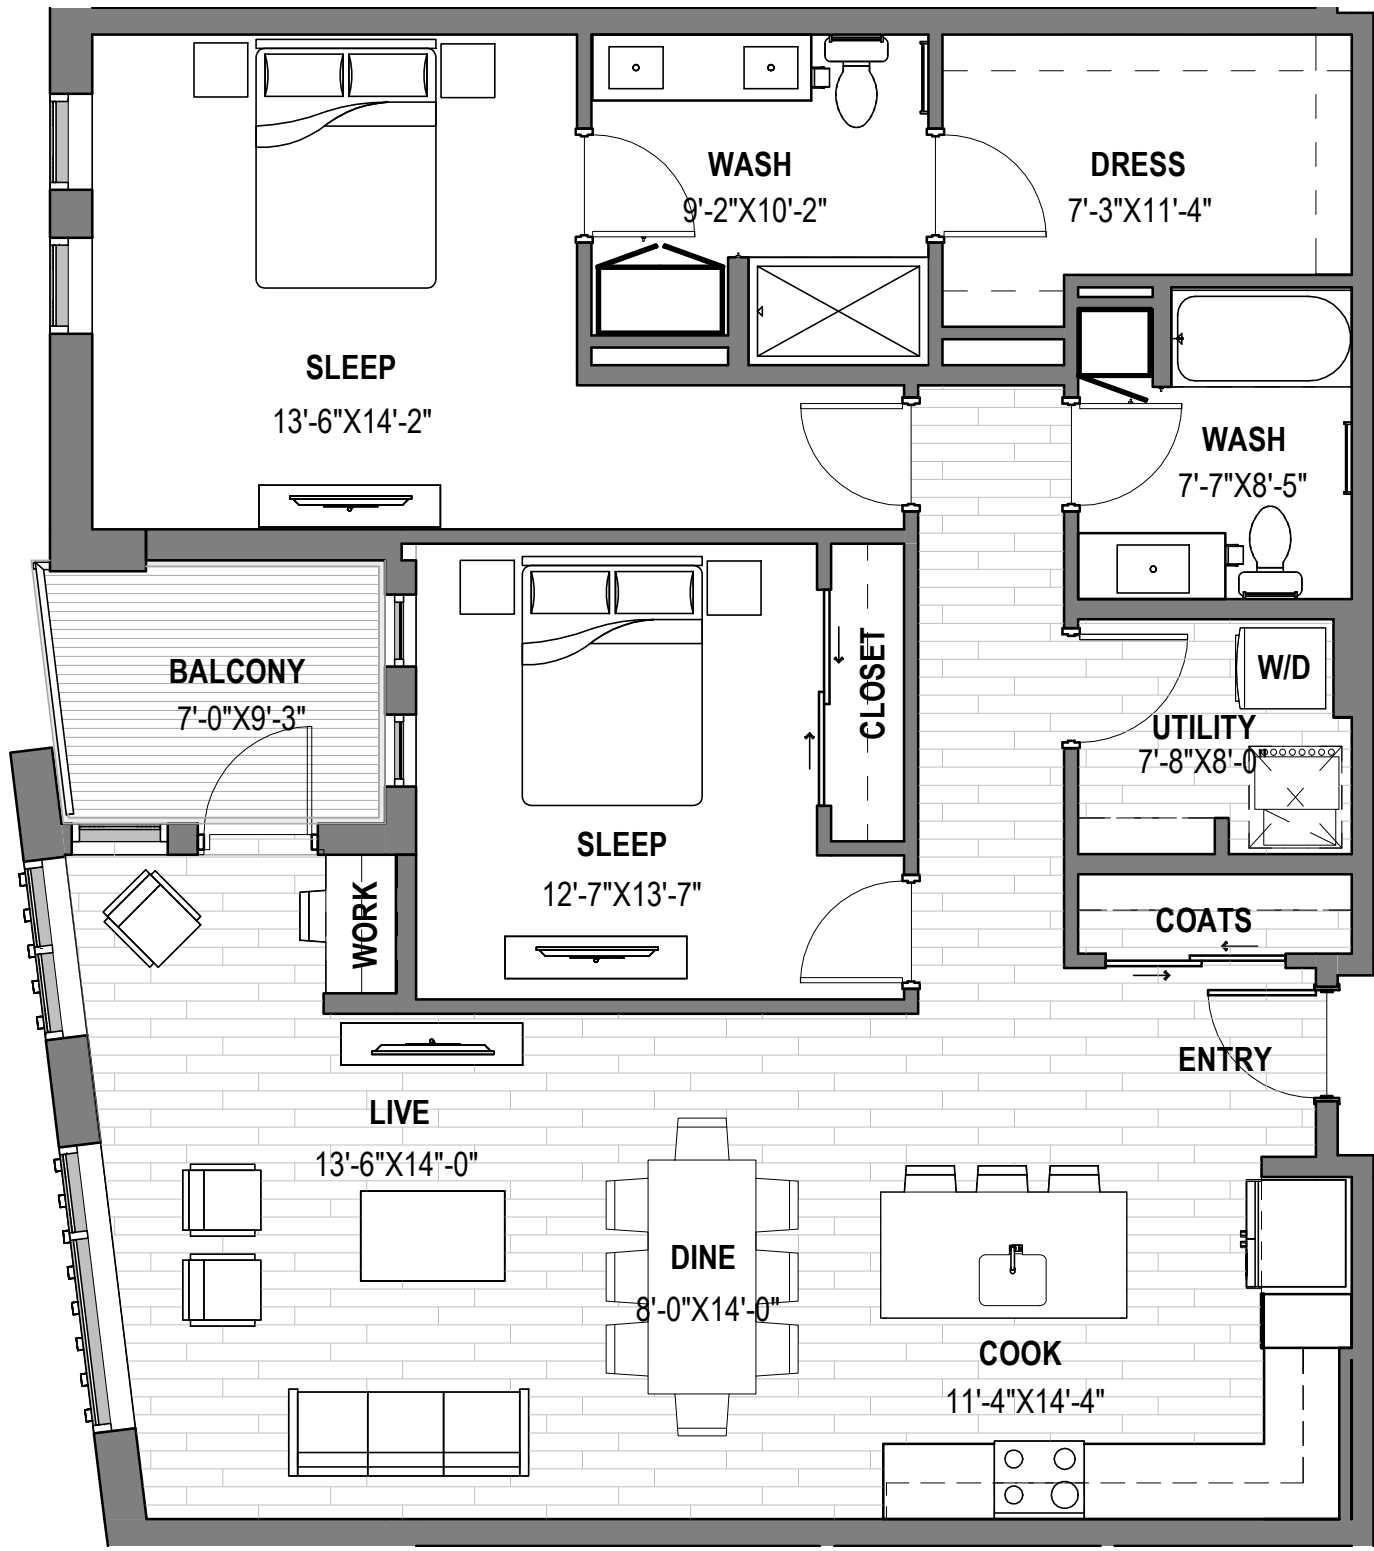 WASH
9'-2"X10'-2"
DRESS
7'-3"X11'-4"
SLEEP
13'-6"X14'-2"
WASH
7'-7"X8'-5"
BALCONY
7'-0"X9'-3"
CLOSET
W/D
UTILITY
7'-8"X8'-0"
SLEEP
12'-7"X13'-7"
WORK
COATS
ENTRY
LIVE
13'-6"X14"-0"
DINE
8'-0"X14'-0"
COOK
11'-4"X14'-4"